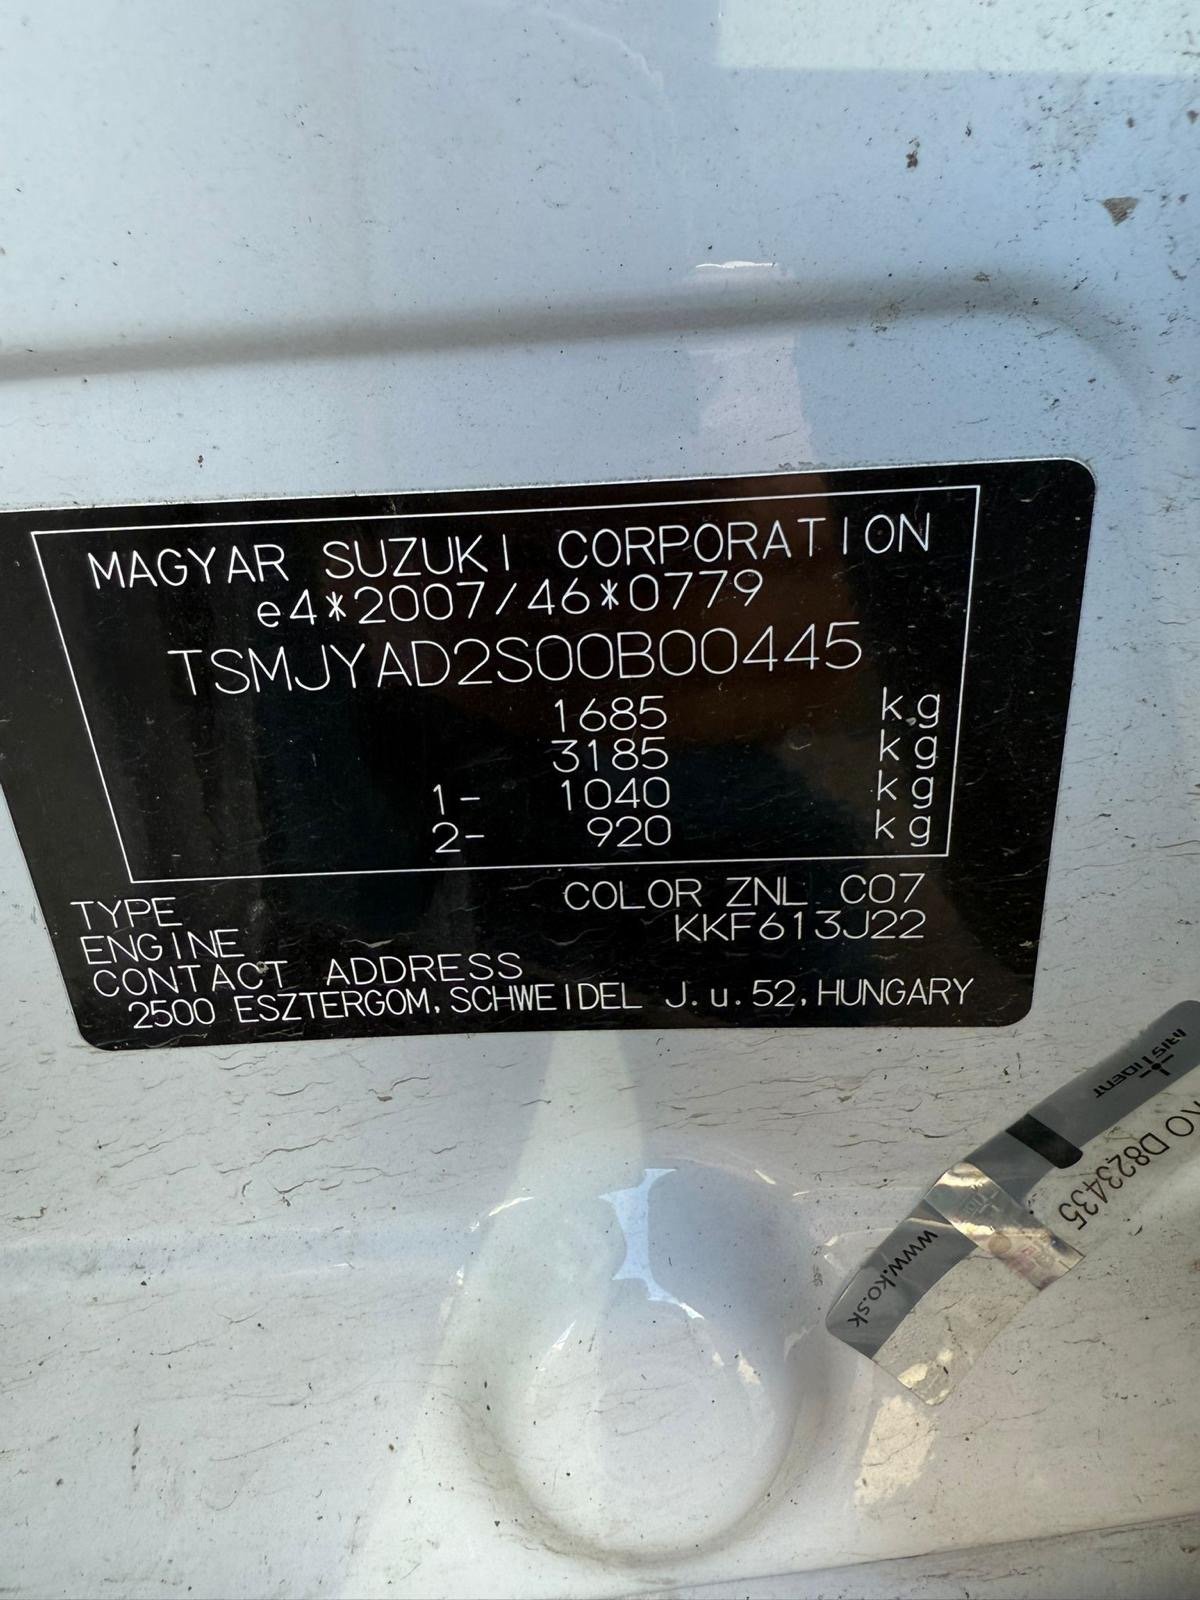 MAGYAR SUZUKI CORPORATION
e4*2007/46*0779
TSMJYAD2S00B00445
1685 kg
3185 kg
1- 1040 kg
2- 920 kg
TYPE COLOR ZNL C07
ENGINE KKF613J22
CONTACT ADDRESS
2500 ESZTERGOM, SCHWEIDEL J. u. 52, HUNGARY
KO D823435
www.ko.sk